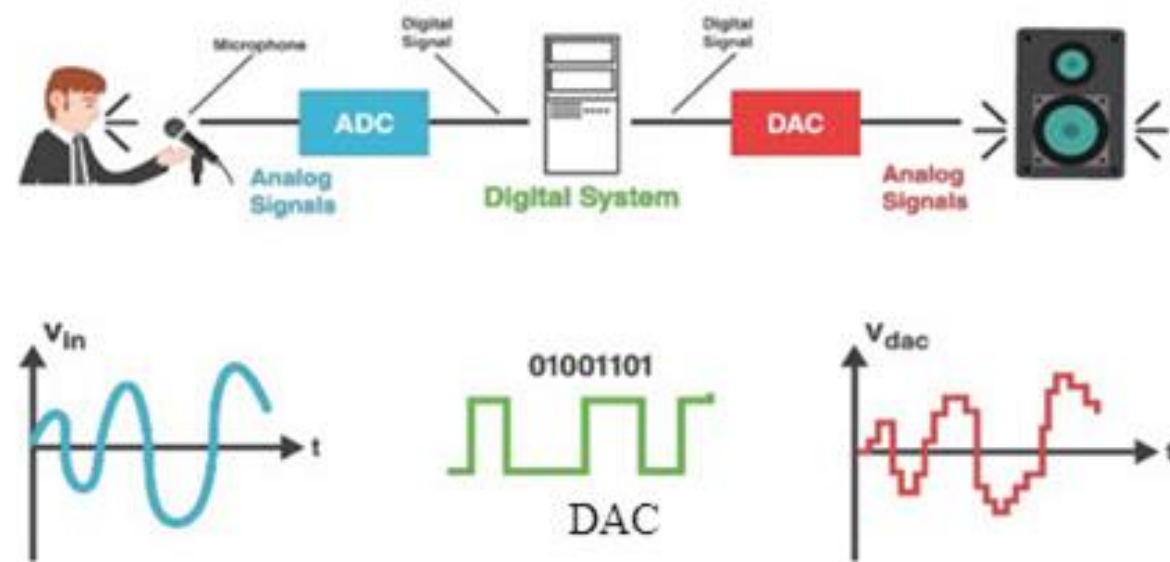 Microphone
Digital
Signal
Digital
Signal
ADC
DAC
Analog
Signals
Digital System
Analog
Signals
Vin
t
01001101
DAC
Vdac
t